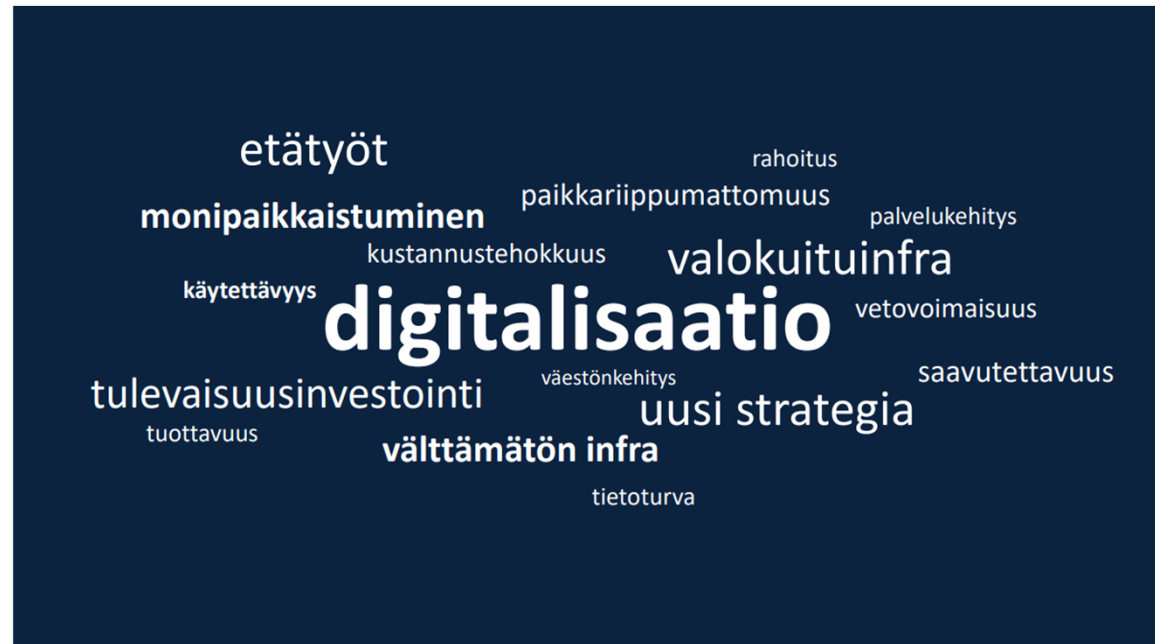 etätyöt
rahoitus
paikkariippumattomuus
monipaikkaistuminen
palvelukehitys
kustannustehokkuus
valokuituinfra
käytettävyys
digitalisaatio
vetovoimaisuus
väestönkehitys
saavutettavuus
tulevaisuusinvestointi
uusi strategia
tuottavuus
välttämätön infra
tietoturva